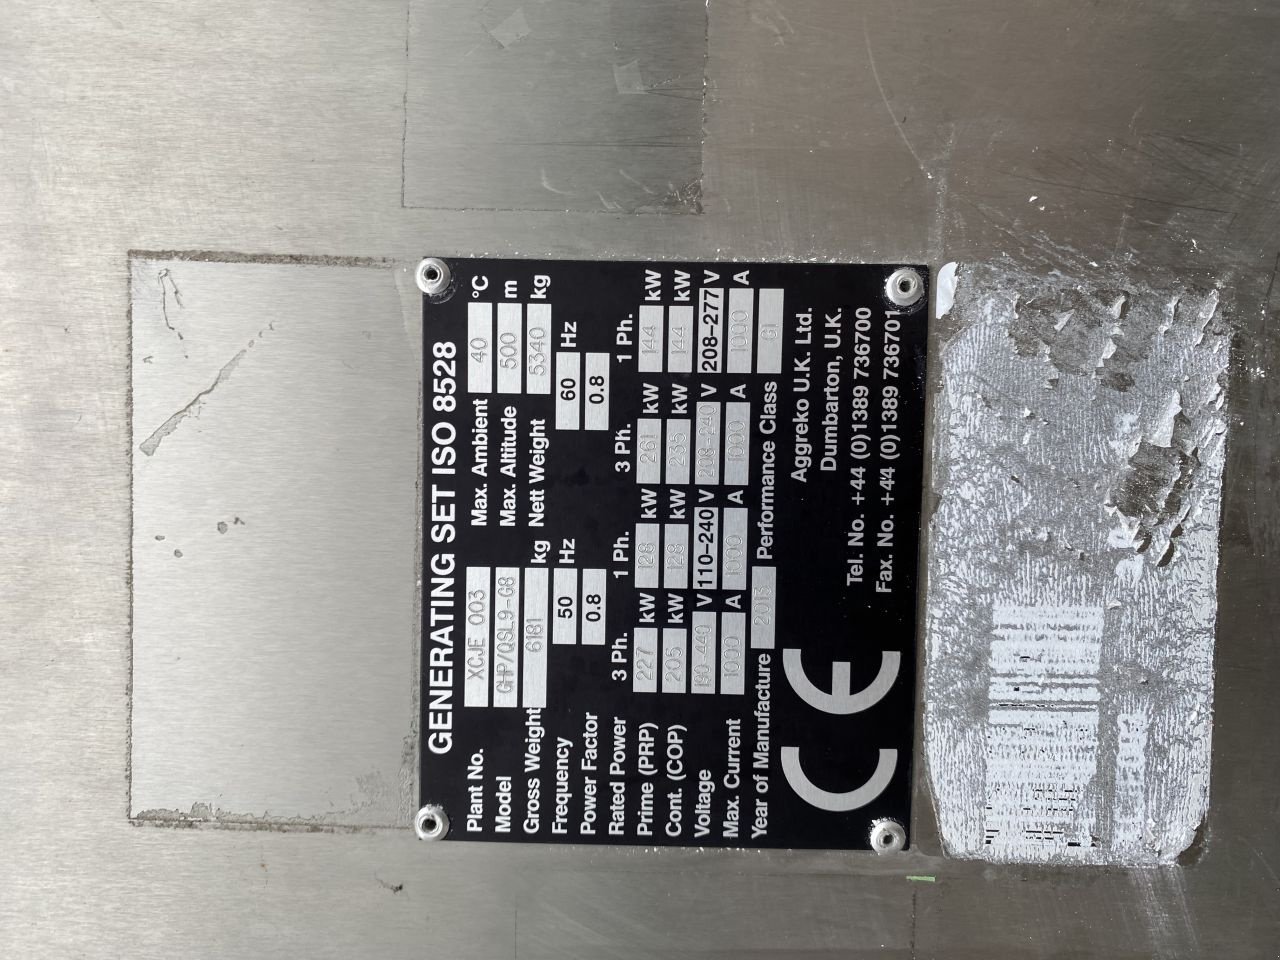 GENERATING SET ISO 8528
Plant No. XCJE 003 Max. Ambient 40 °C
Model GHP/QSL9-G8 Max. Altitude 500 m
Gross Weight 6181 kg Nett Weight 5340 kg
Frequency 50 Hz 60 Hz
Power Factor 0.8 0.8
Rated Power 3 Ph. 1 Ph. 3 Ph. 1 Ph.
Prime (PRP) 227 kW 128 kW 261 kW 144 kW
Cont. (COP) 205 kW 128 kW 235 kW 144 kW
Voltage 190-440 V 110-240 V 208-240 V 208-277 V
Max. Current 1000 A 1000 A 1000 A 1000 A
Year of Manufacture 2013 Performance Class G1
CE
Aggreko U.K. Ltd.
Dumbarton, U.K.
Tel. No. +44 (0)1389 736700
Fax. No. +44 (0)1389 736701